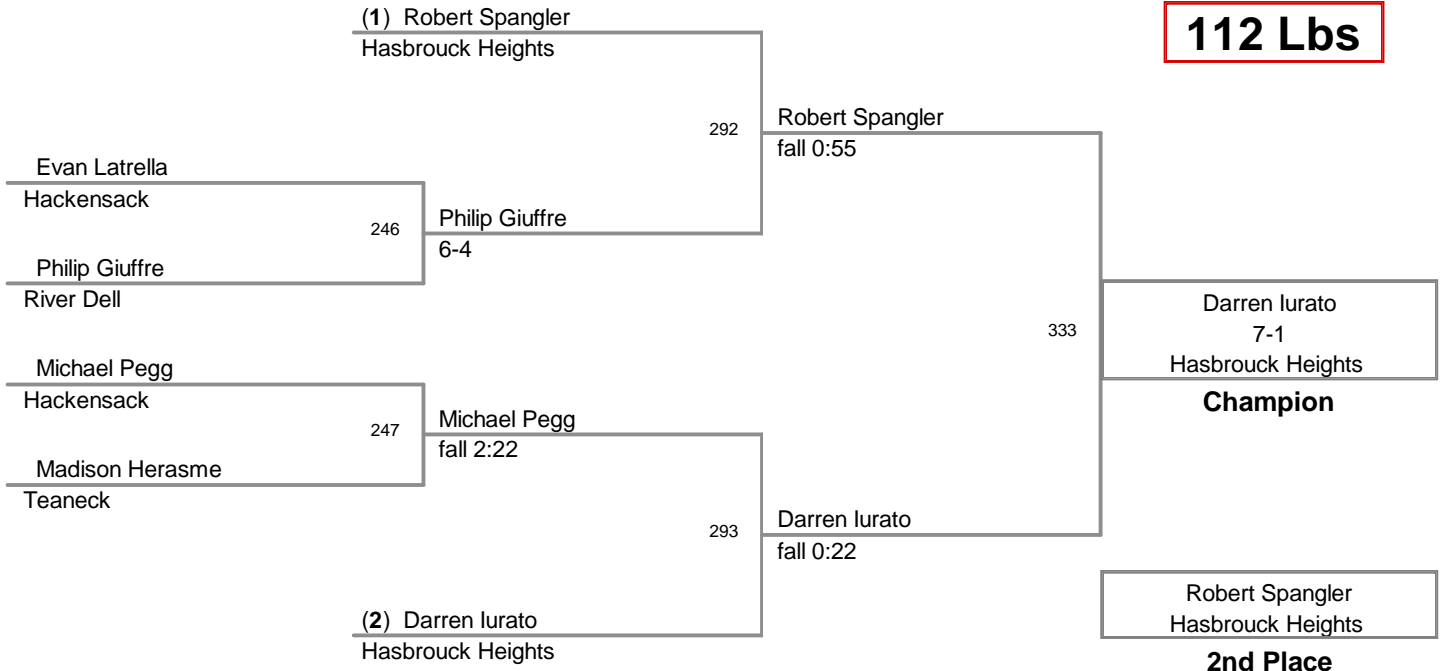 (1) Robert Spangler
Hasbrouck Heights
112 Lbs
292
Robert Spangler
fall 0:55
Evan Latrella
Hackensack
246
Philip Giuffre
6-4
Philip Giuffre
River Dell
333
Darren Iurato
7-1
Hasbrouck Heights
Champion
Michael Pegg
Hackensack
247
Michael Pegg
fall 2:22
Madison Herasme
Teaneck
293
Darren Iurato
fall 0:22
(2) Darren Iurato
Hasbrouck Heights
Robert Spangler
Hasbrouck Heights
2nd Place